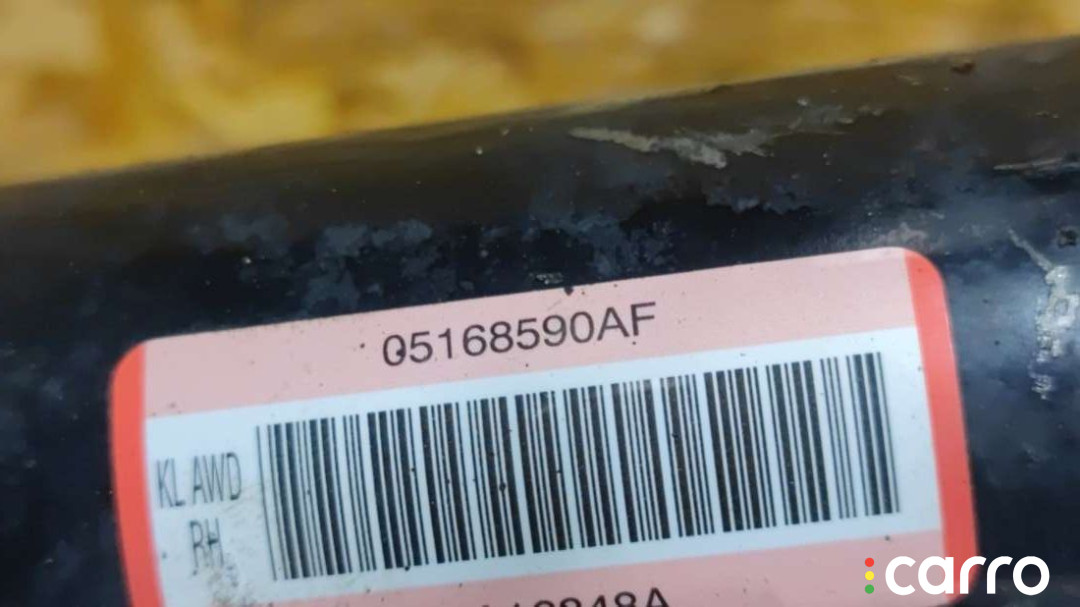 05168590AF
KL AWD
RH
carro